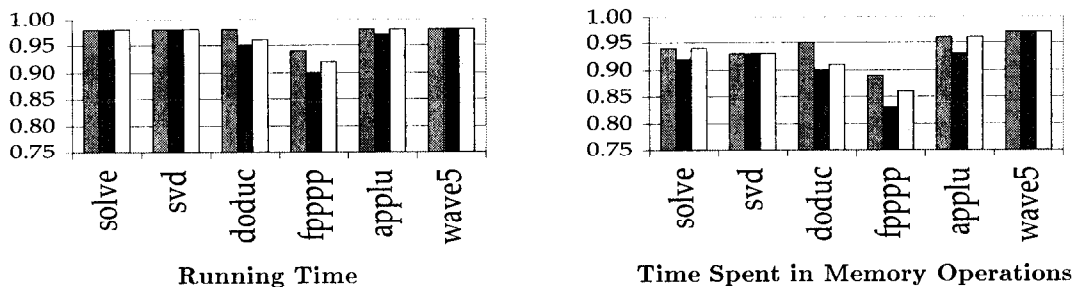 1.00
0.95
0.90
0.85
0.80
0.75
solve
svd
doduc
fpppp
applu
wave5
Running Time
1.00
0.95
0.90
0.85
0.80
0.75
solve
svd
doduc
fpppp
applu
wave5
Time Spent in Memory Operations